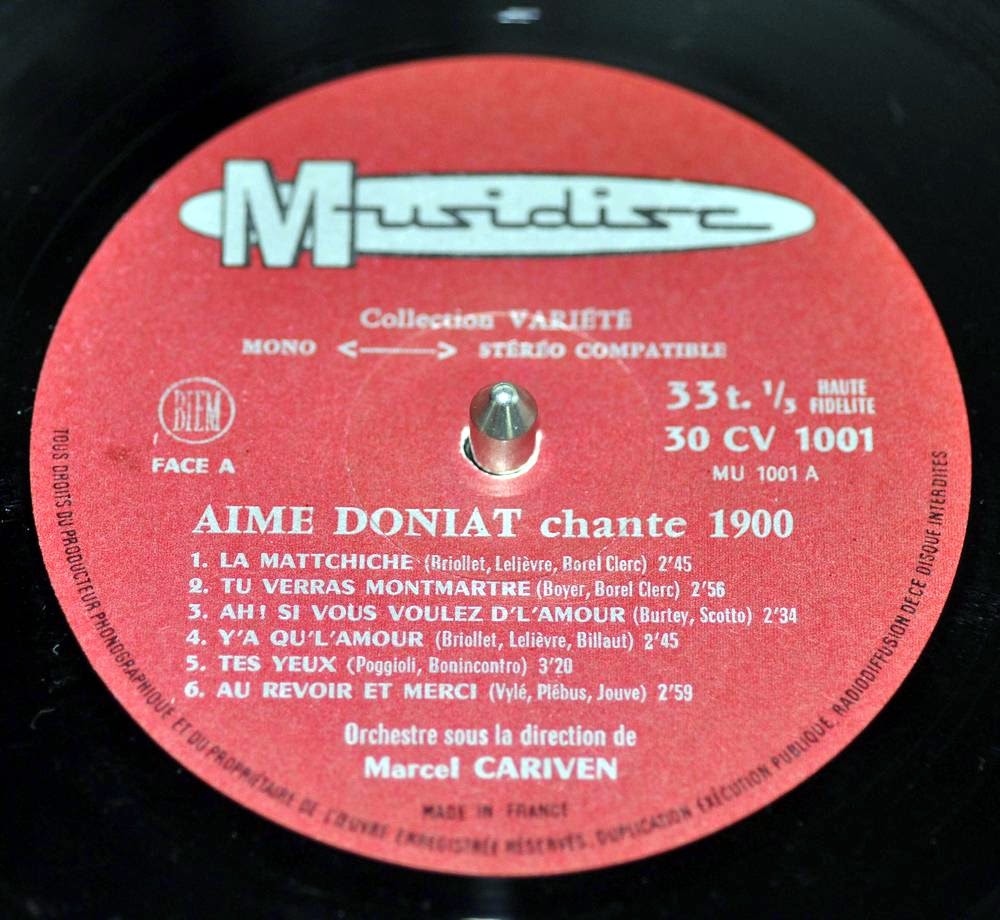 Musidisc
Collection VARIÉTÉ
MONO <———> STÉRÉO COMPATIBLE
BIEM
33 t. 1/3 HAUTE FIDELITE
30 CV 1001
FACE A
MU 1001 A
AIME DONIAT chante 1900
1. LA MATTCHICHE (Briollet, Lelièvre, Borel Clerc) 2'45
2. TU VERRAS MONTMARTRE (Boyer, Borel Clerc) 2'56
3. AH! SI VOUS VOULEZ D'L'AMOUR (Burtey, Scotto) 2'34
4. Y'A QU'L'AMOUR (Briollet, Lelièvre, Billaut) 2'45
5. TES YEUX (Poggioli, Bonincontro) 3'20
6. AU REVOIR ET MERCI (Vylé, Plébus, Jouve) 2'59
Orchestre sous la direction de
Marcel CARIVEN
MADE IN FRANCE
TOUS DROITS DU PRODUCTEUR PHONOGRAPHIQUE ET DU PROPRIÉTAIRE DE L'ŒUVRE ENREGISTRÉE RÉSERVÉS. DUPLICATION EXÉCUTION PUBLIQUE, RADIODIFFUSION DE CE DISQUE INTERDITES